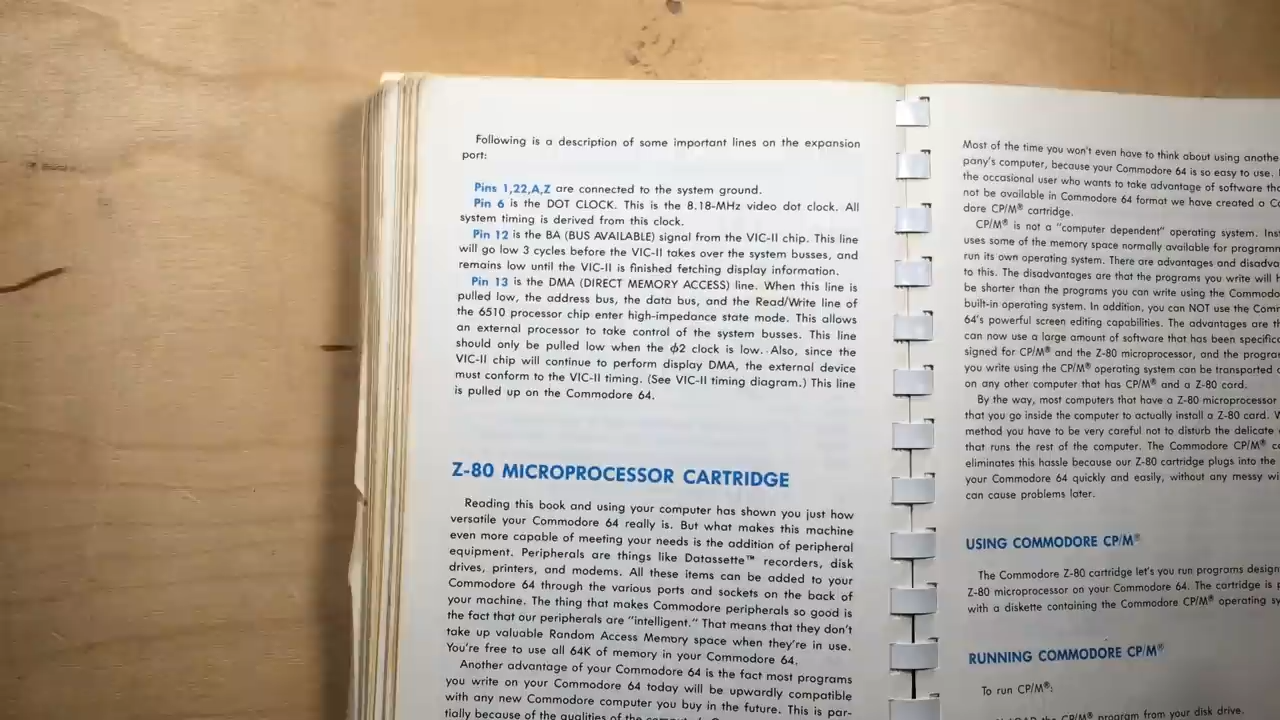 Following is a description of some important lines on the expansion
port:
Pins 1,22,A,Z are connected to the system ground.
Pin 6 is the DOT CLOCK. This is the 8.18-MHz video dot clock. All
system timing is derived from this clock.
Pin 12 is the BA (BUS AVAILABLE) signal from the VIC-II chip. This line
will go low 3 cycles before the VIC-II takes over the system busses, and
remains low until the VIC-II is finished fetching display information.
Pin 13 is the DMA (DIRECT MEMORY ACCESS) line. When this line is
pulled low, the address bus, the data bus, and the Read/Write line of
the 6510 processor chip enter high-impedance state mode. This allows
an external processor to take control of the system busses. This line
should only be pulled low when the ϕ2 clock is low. Also, since the
VIC-II chip will continue to perform display DMA, the external device
must conform to the VIC-II timing. (See VIC-II timing diagram.) This line
is pulled up on the Commodore 64.
Z-80 MICROPROCESSOR CARTRIDGE
Reading this book and using your computer has shown you just how
versatile your Commodore 64 really is. But what makes this machine
even more capable of meeting your needs is the addition of peripheral
equipment. Peripherals are things like Datassette™ recorders, disk
drives, printers, and modems. All these items can be added to your
Commodore 64 through the various ports and sockets on the back of
your machine. The thing that makes Commodore peripherals so good is
the fact that our peripherals are "intelligent." That means that they don't
take up valuable Random Access Memory space when they're in use.
You're free to use all 64K of memory in your Commodore 64.
Another advantage of your Commodore 64 is the fact most programs
you write on your Commodore 64 today will be upwardly compatible
with any new Commodore computer you buy in the future. This is par-
tially because of the qualities of the
Most of the time you won't even have to think about using anothe
pany's computer, because your Commodore 64 is so easy to use.
the occasional user who wants to take advantage of software th
not be available in Commodore 64 format we have created a Co
dore CP/M® cartridge.
CP/M® is not a "computer dependent" operating system. Inst
uses some of the memory space normally available for programm
run its own operating system. There are advantages and disadva
to this. The disadvantages are that the programs you write will
be shorter than the programs you can write using the Commodo
built-in operating system. In addition, you can NOT use the Com
64's powerful screen editing capabilities. The advantages are th
can now use a large amount of software that has been specific
signed for CP/M® and the Z-80 microprocessor, and the progra
you write using the CP/M® operating system can be transported
on any other computer that has CP/M® and a Z-80 card.
By the way, most computers that have a Z-80 microprocessor
that you go inside the computer to actually install a Z-80 card.
method you have to be very careful not to disturb the delicate
that runs the rest of the computer. The Commodore CP/M® ca
eliminates this hassle because our Z-80 cartridge plugs into the
your Commodore 64 quickly and easily, without any messy wi
can cause problems later.
USING COMMODORE CP/M®
The Commodore Z-80 cartridge let's you run programs design
Z-80 microprocessor on your Commodore 64. The cartridge is
with a diskette containing the Commodore CP/M® operating sy
RUNNING COMMODORE CP/M®
To run CP/M®:
the CP/M® program from your disk drive.